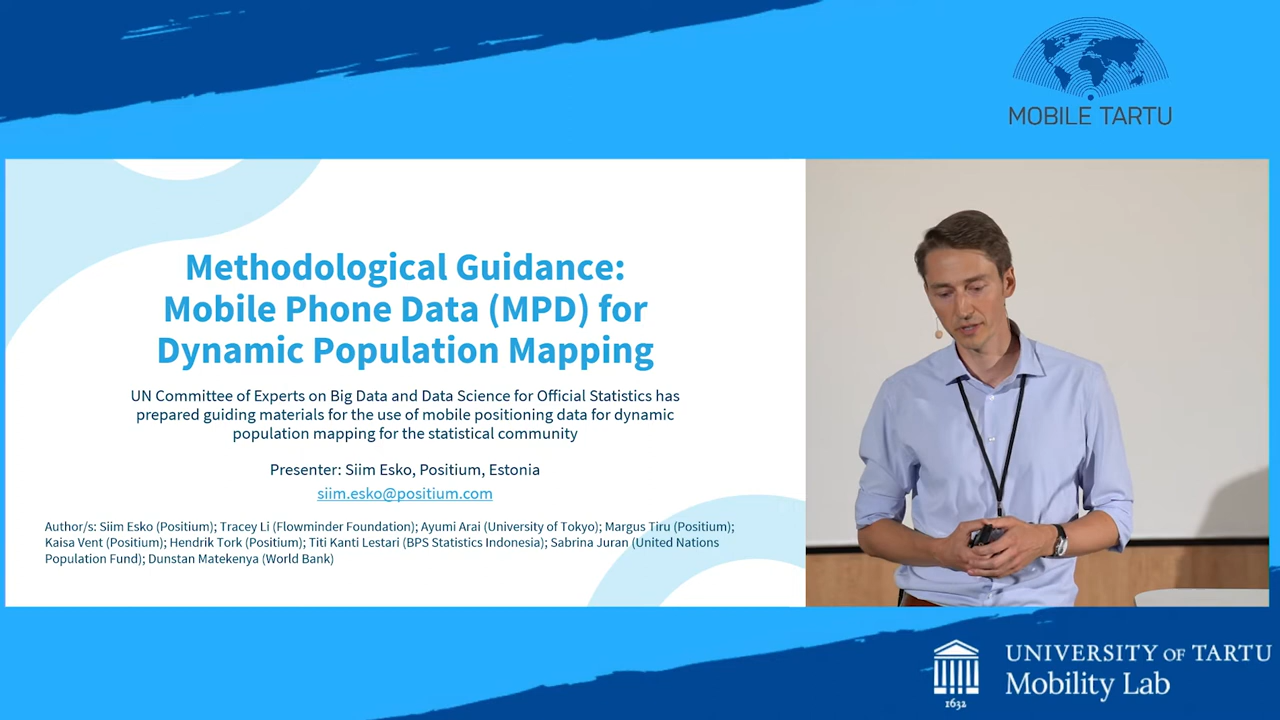 MOBILE TARTU
Methodological Guidance:
Mobile Phone Data (MPD) for
Dynamic Population Mapping
UN Committee of Experts on Big Data and Data Science for Official Statistics has
prepared guiding materials for the use of mobile positioning data for dynamic
population mapping for the statistical community
Presenter: Siim Esko, Positium, Estonia
siim.esko@positium.com
Author/s: Siim Esko (Positium); Tracey Li (Flowminder Foundation); Ayumi Arai (University of Tokyo); Margus Tiru (Positium);
Kaisa Vent (Positium); Hendrik Tork (Positium); Titi Kanti Lestari (BPS Statistics Indonesia); Sabrina Juran (United Nations
Population Fund); Dunstan Matekenya (World Bank)
UNIVERSITY OF TARTU
Mobility Lab
1632